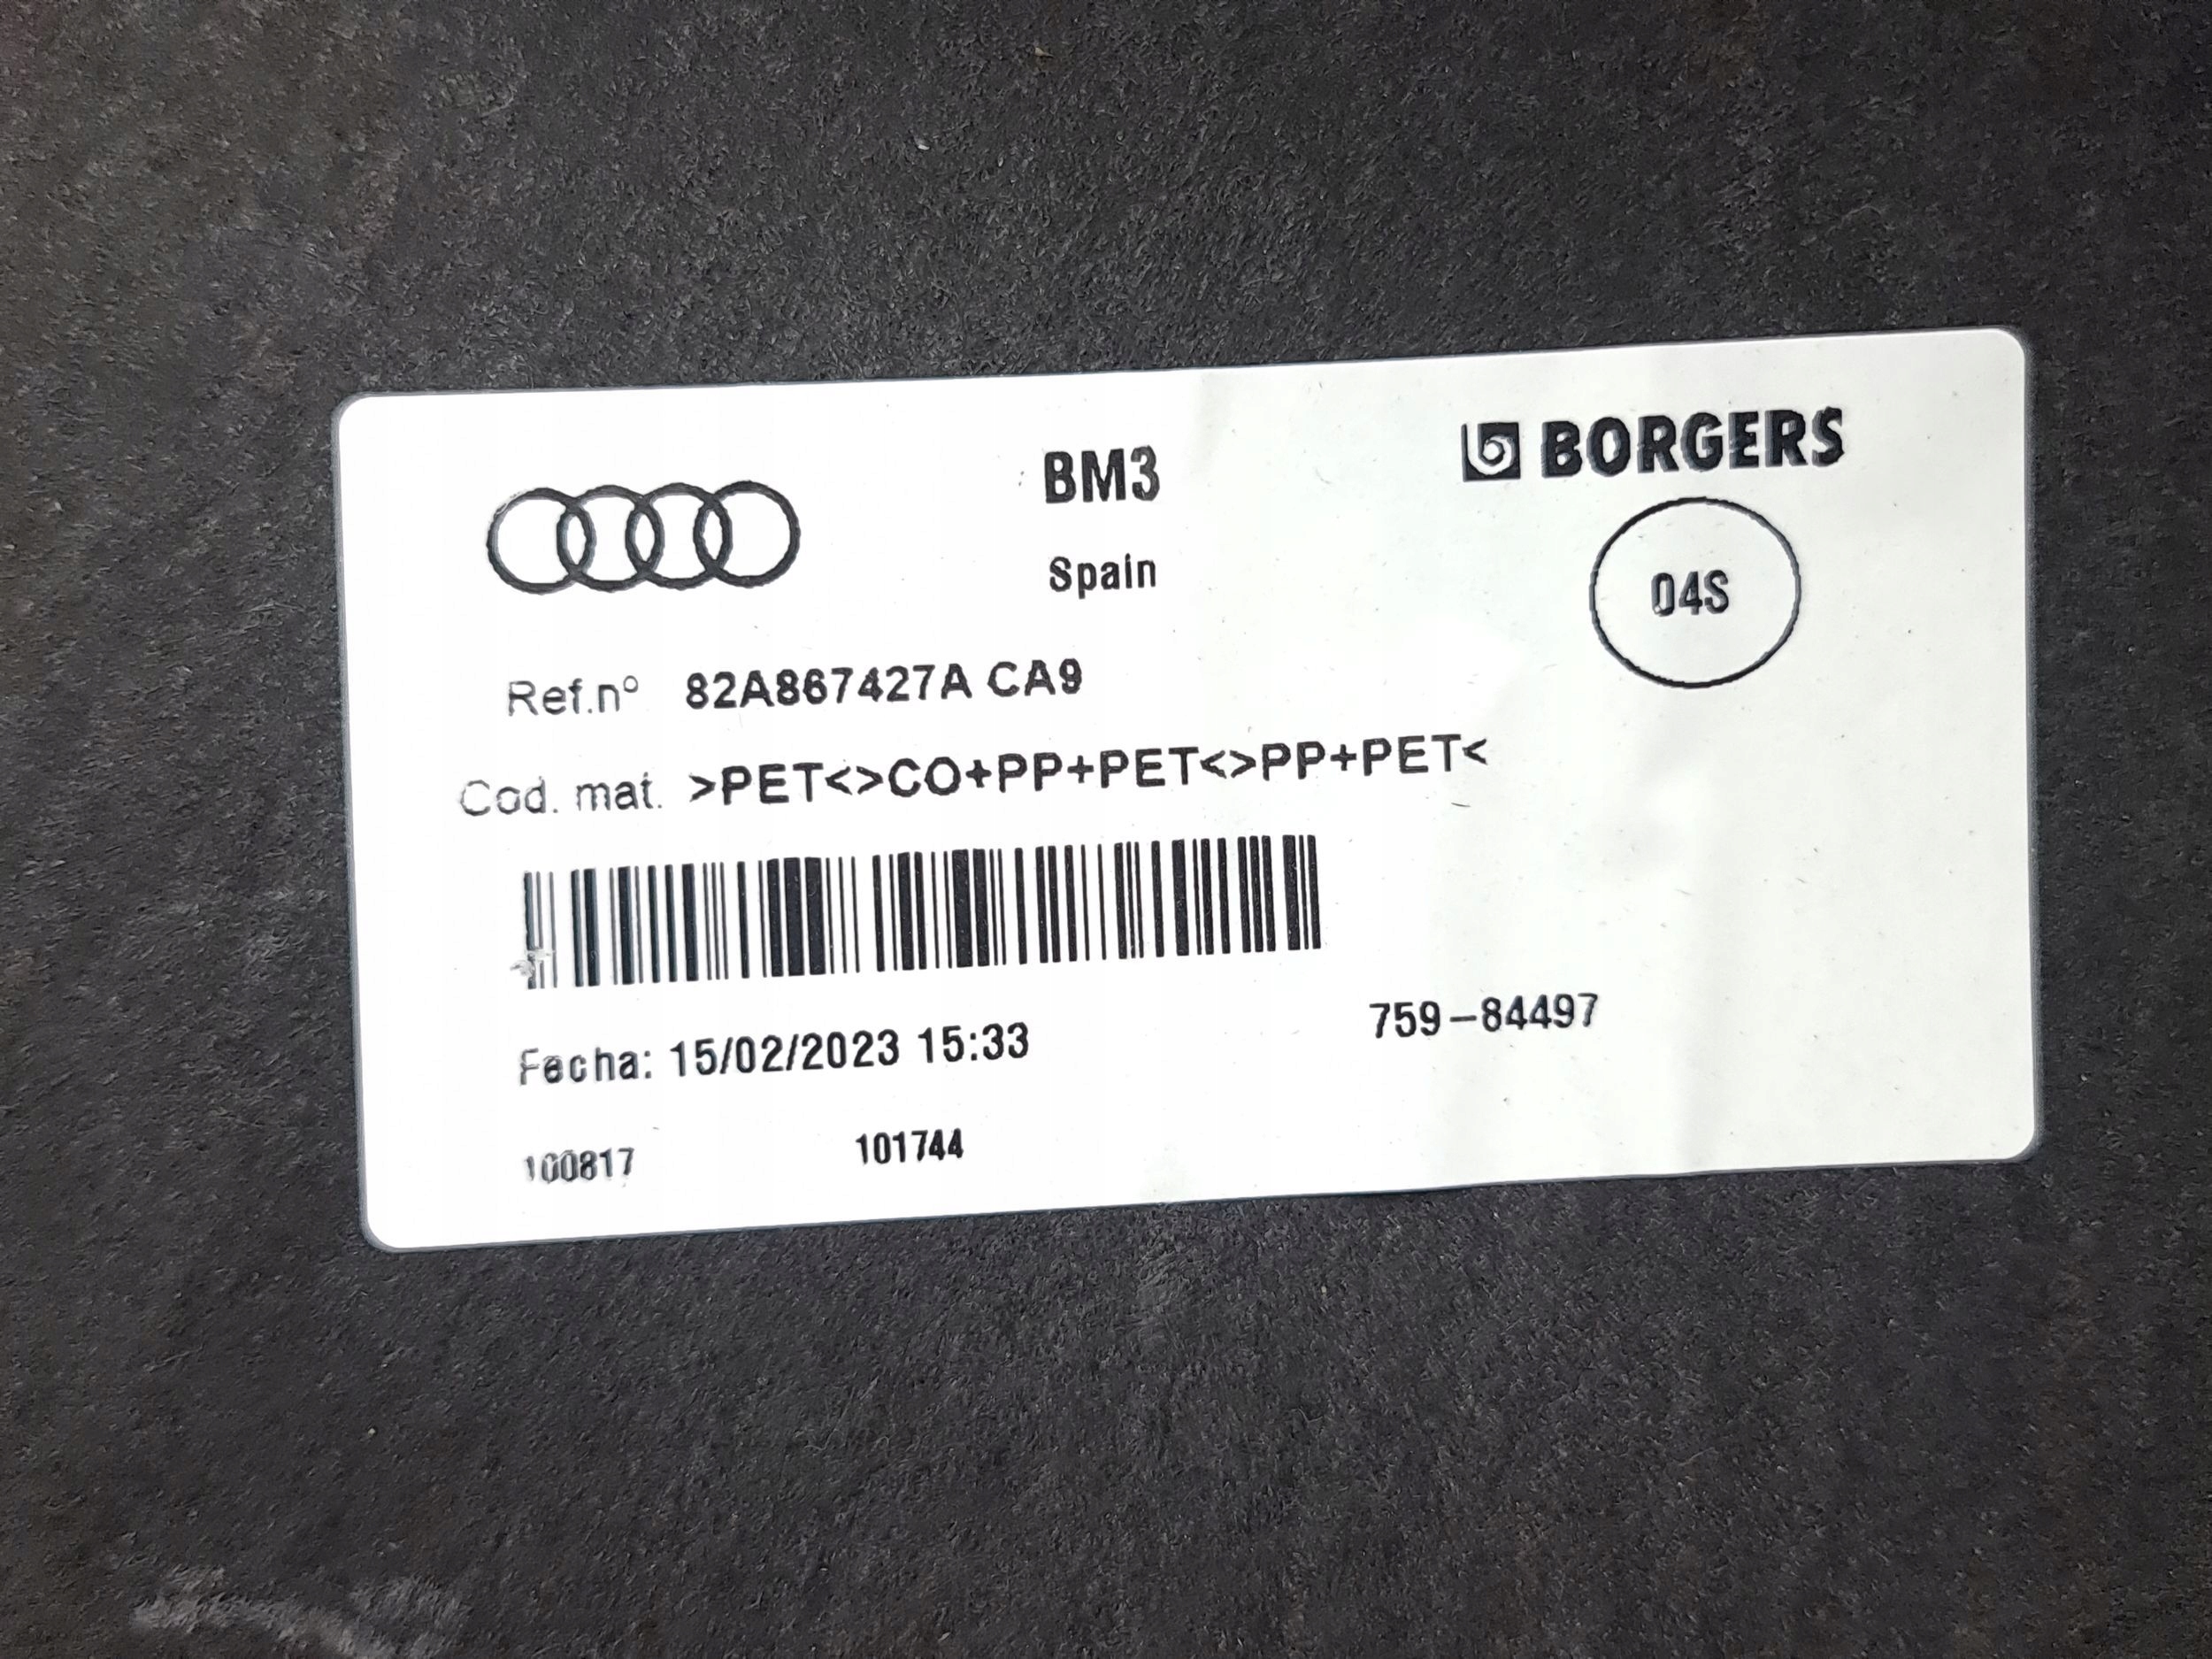 BM3
BORGERS
Spain
04S
Ref.nº 82A867427A CA9
Cod. mat. >PET<>CO+PP+PET<>PP+PET<
759-84497
Fecha: 15/02/2023 15:33
100817 101744